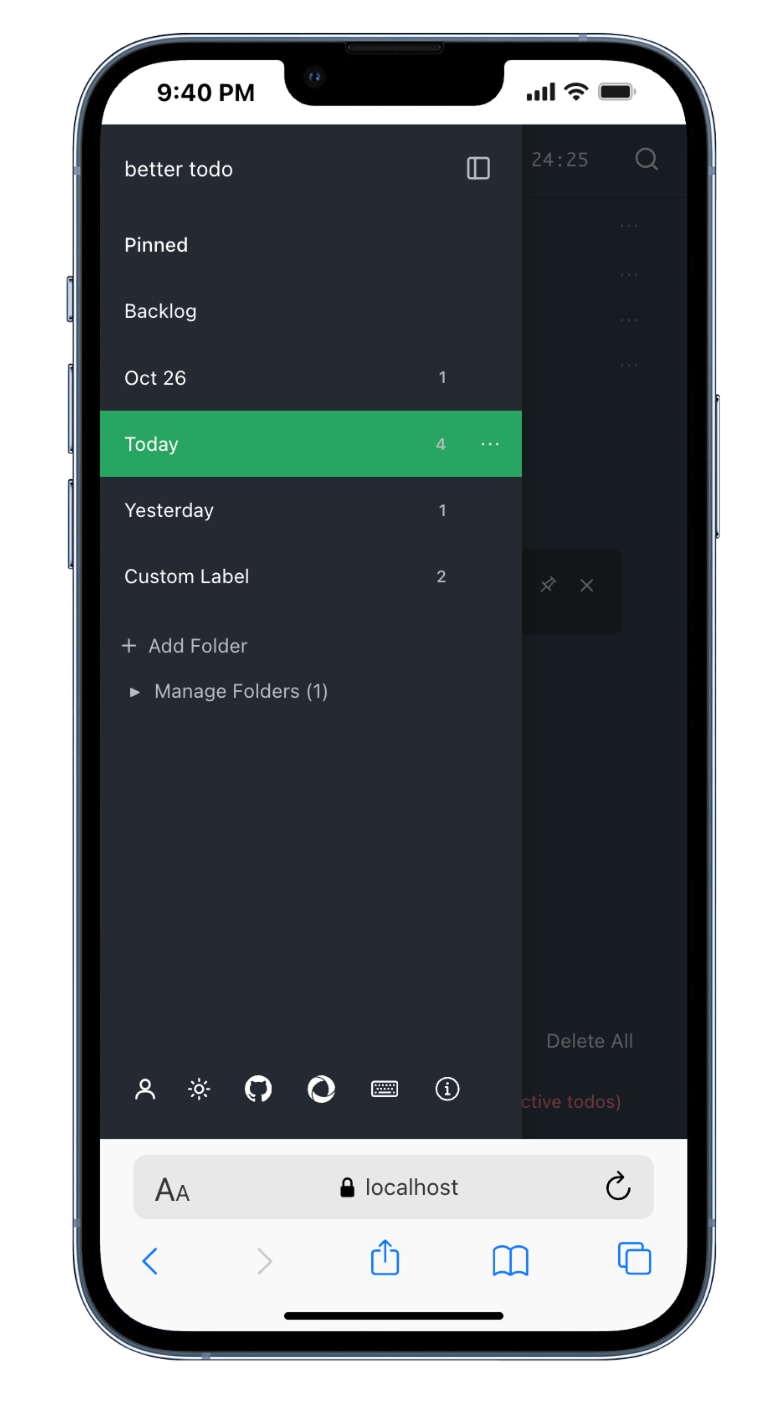 9:40 PM
better todo
24:25
Pinned
Backlog
Oct 26 1
Today 4 ...
Yesterday 1
Custom Label 2
+ Add Folder
▸ Manage Folders (1)
Delete All
ctive todos)
AA localhost